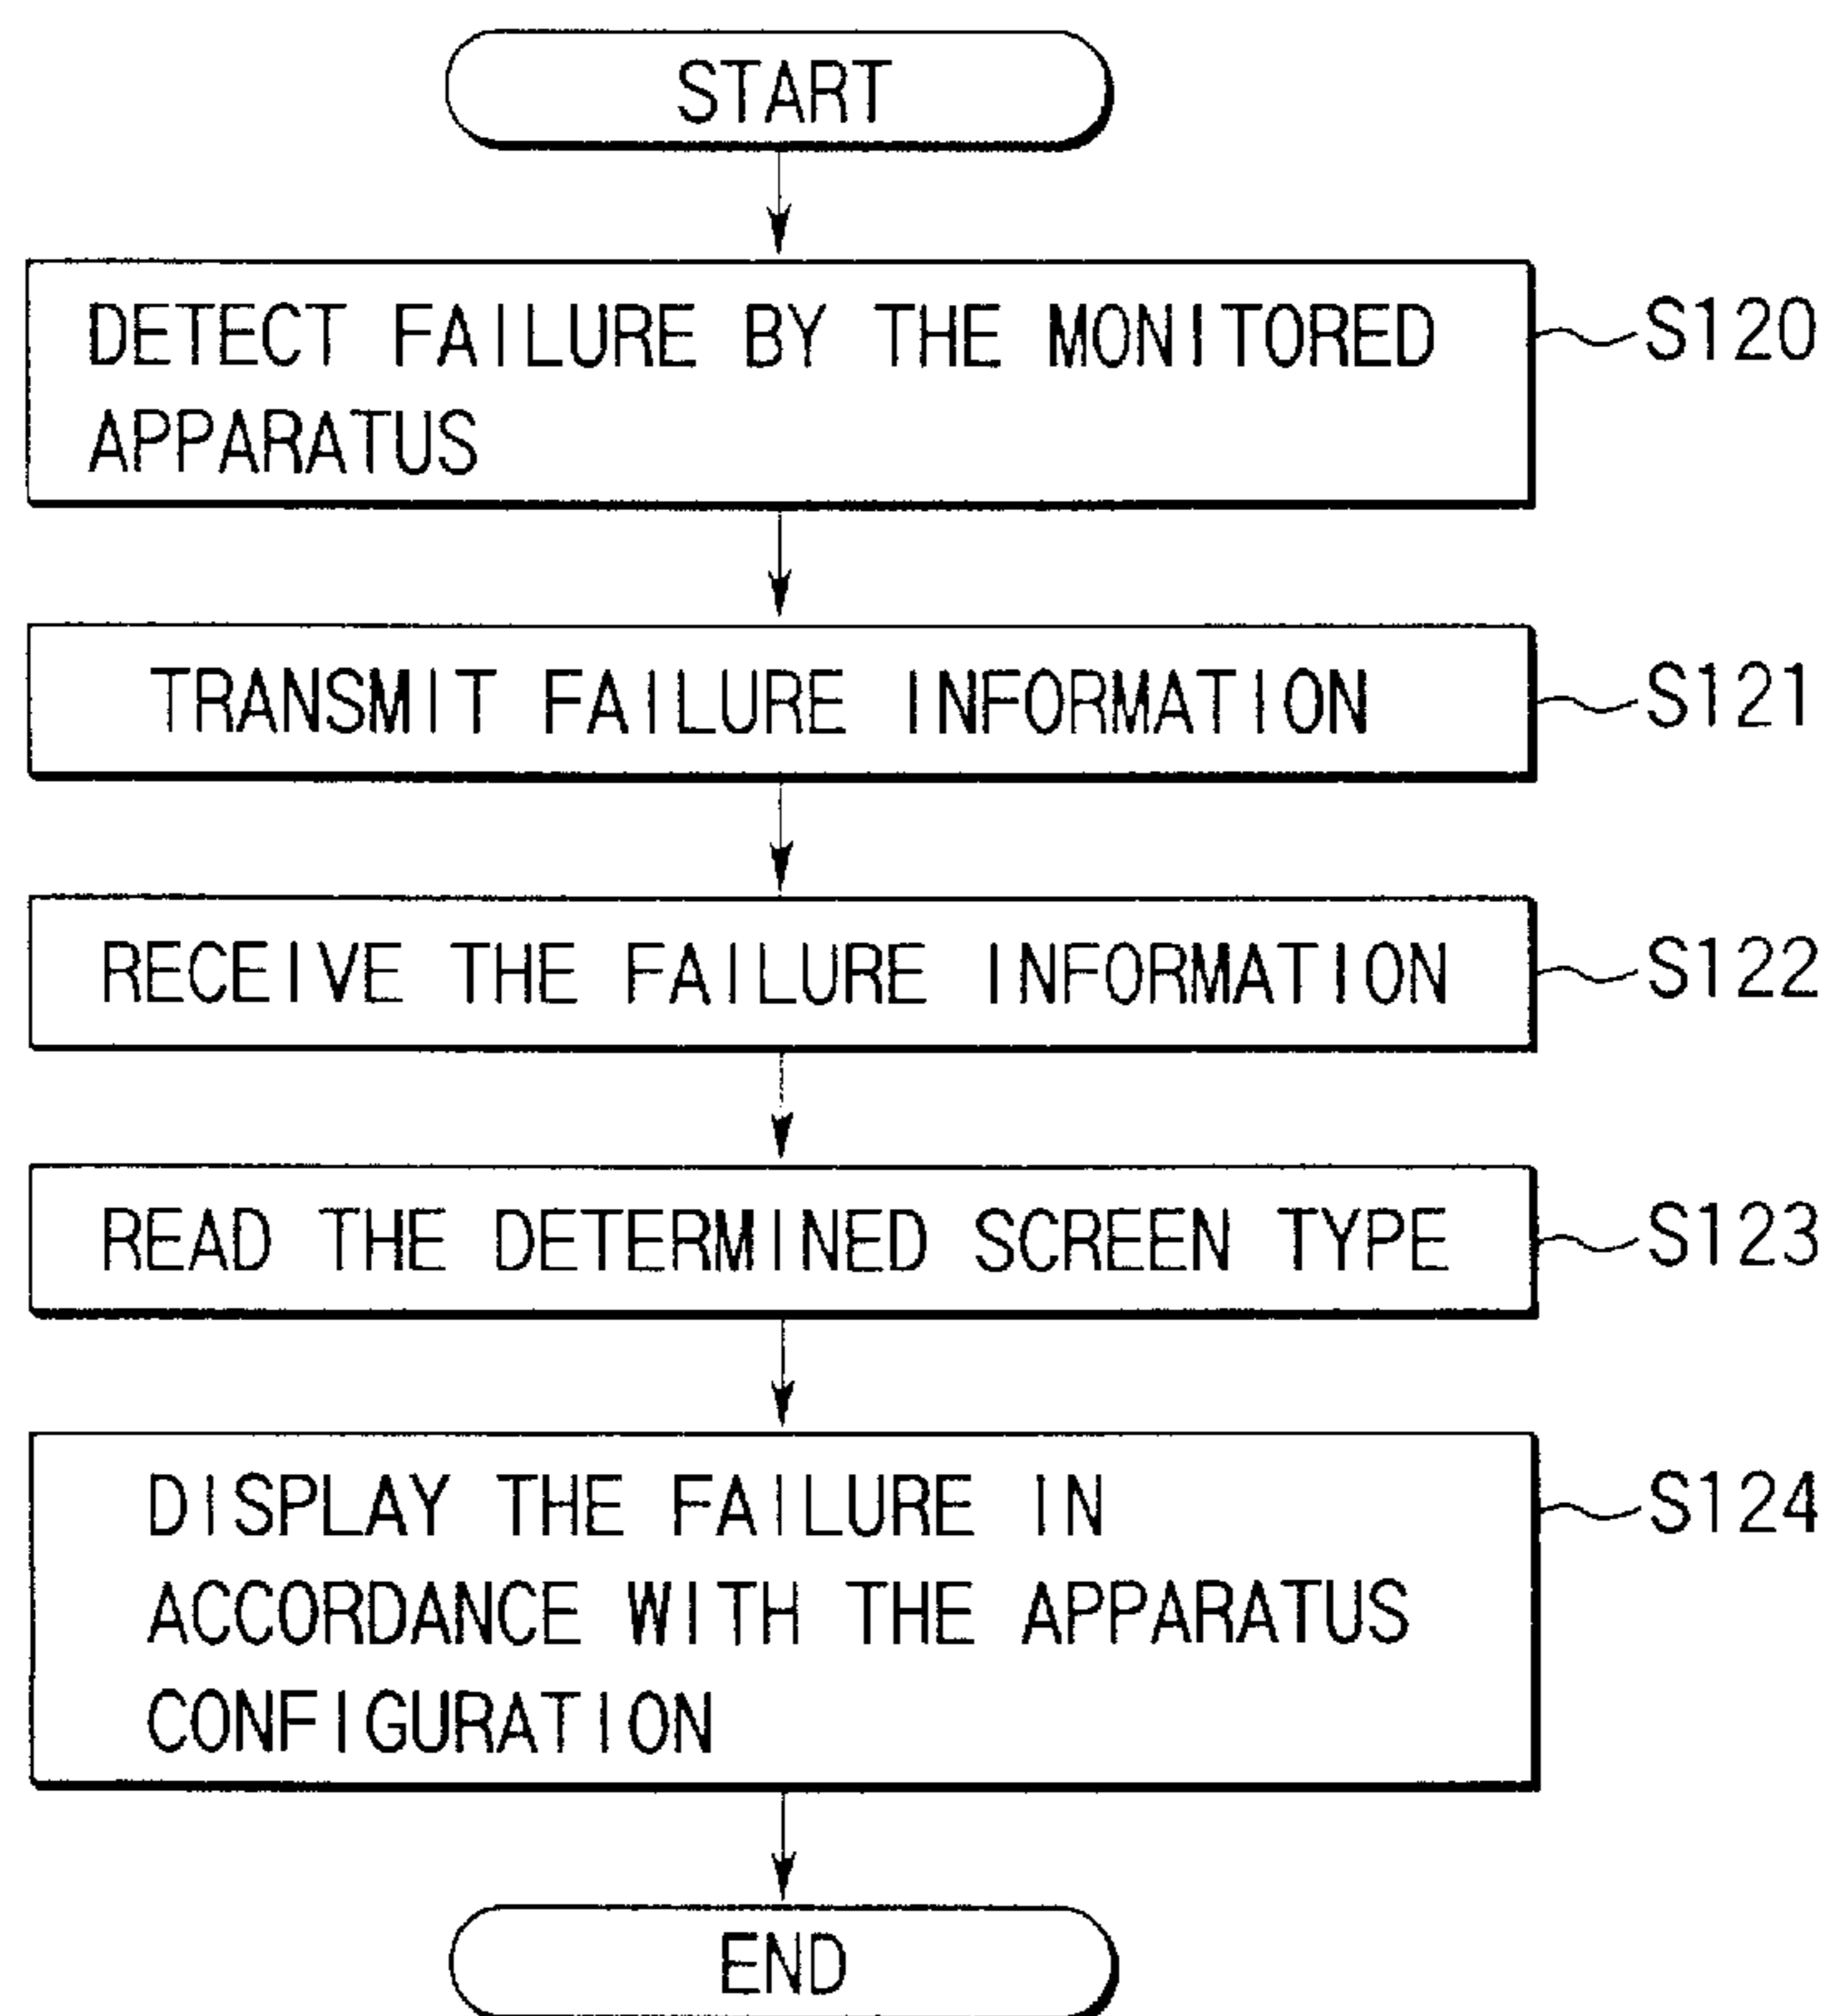 START
DETECT FAILURE BY THE MONITORED
APPARATUS
S120
TRANSMIT FAILURE INFORMATION
S121
RECEIVE THE FAILURE INFORMATION
S122
READ THE DETERMINED SCREEN TYPE
S123
DISPLAY THE FAILURE IN
ACCORDANCE WITH THE APPARATUS
CONFIGURATION
S124
END